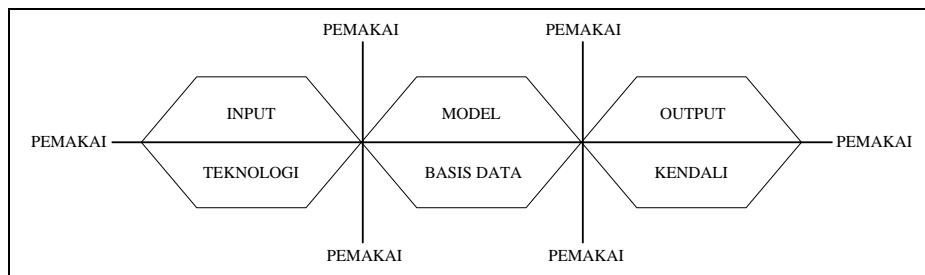 PEMAKAI PEMAKAI
INPUT MODEL OUTPUT
PEMAKAI PEMAKAI
TEKNOLOGI BASIS DATA KENDALI
PEMAKAI PEMAKAI